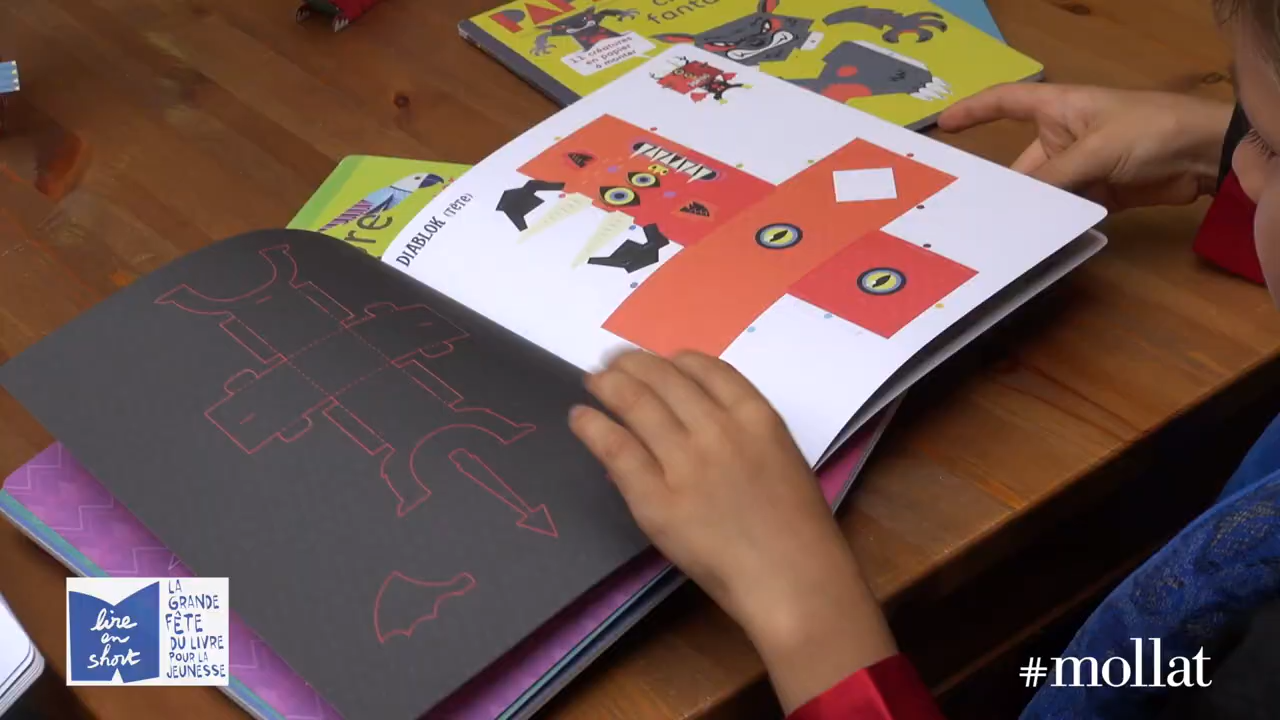 11 créatures
en papier
à monter
DIABLOK (TÊTE)
lire
en
short
LA
GRANDE
FÊTE
DU LIVRE
POUR LA
JEUNESSE
#mollat